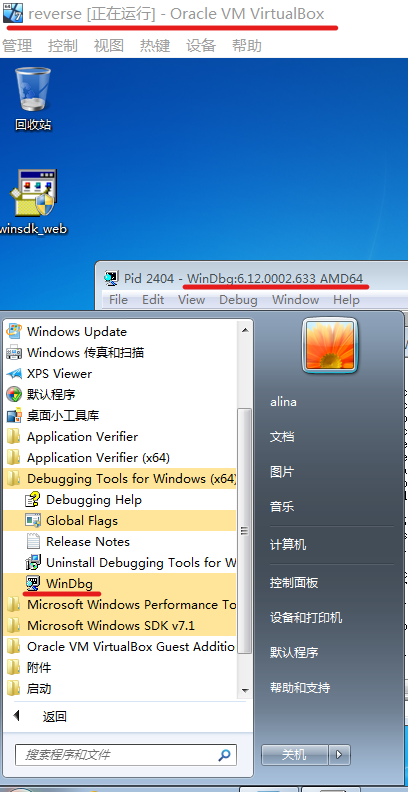 reverse [正在运行] - Oracle VM VirtualBox
管理 控制 视图 热键 设备 帮助
回收站
winsdk_web
Pid 2404 - WinDbg:6.12.0002.633 AMD64
File Edit View Debug Window Help
Windows Update
Windows 传真和扫描
XPS Viewer
默认程序
桌面小工具库
Application Verifier
Application Verifier (x64)
Debugging Tools for Windows (x64)
Debugging Help
Global Flags
Release Notes
Uninstall Debugging Tools for W
WinDbg
Microsoft Windows Performance To
Microsoft Windows SDK v7.1
Oracle VM VirtualBox Guest Additio
附件
启动
返回
搜索程序和文件
alina
文档
图片
音乐
计算机
控制面板
设备和打印机
默认程序
帮助和支持
关机